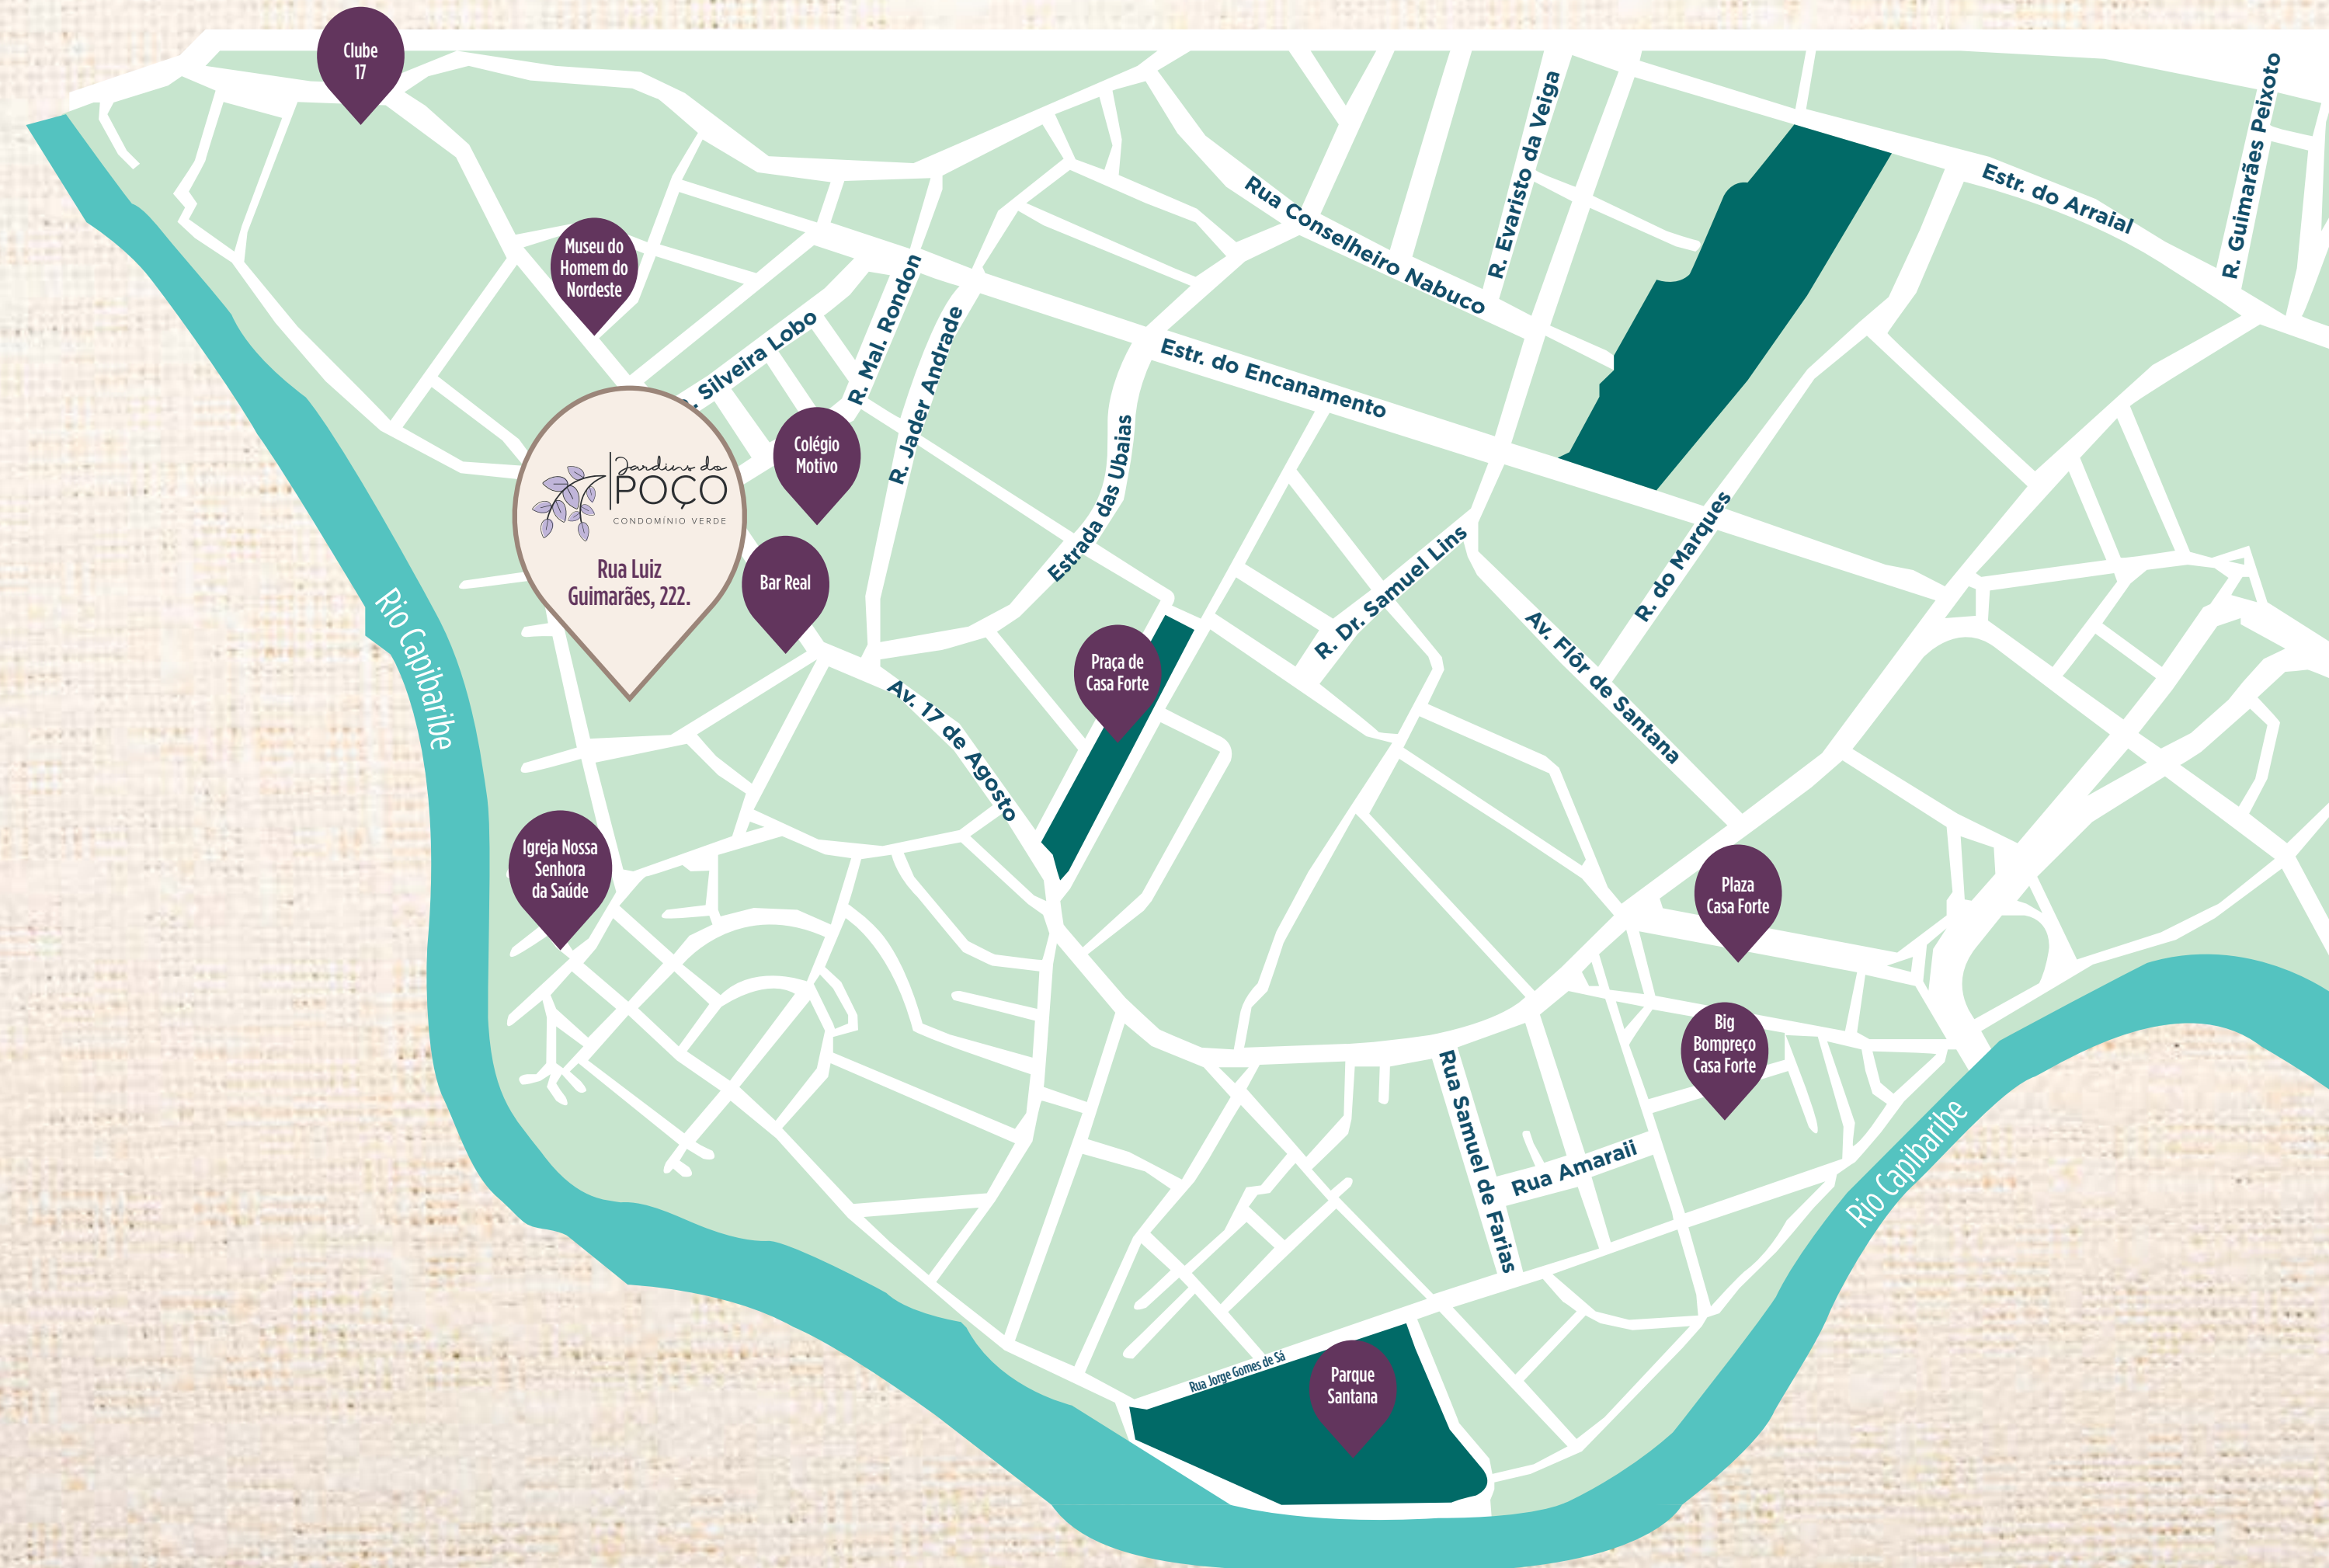 Clube
17
R. Guimarães Peixoto
R. Evaristo da Veiga
Estr. do Arraial
Rua Conselheiro Nabuco
Museu do
Homem do
Nordeste
R. Mal. Rondon
Silveira Lobo
R. Jader Andrade
Estr. do Encanamento
Colégio
Motivo
Jardins do
POÇO
CONDOMÍNIO VERDE
Rua Luiz
Guimarães, 222.
Estrada das Ubaias
R. Dr. Samuel Lins
R. do Marques
Bar Real
Rio Capibaribe
Av. Flôr de Santana
Praça de
Casa Forte
Av. 17 de Agosto
Igreja Nossa
Senhora
da Saúde
Plaza
Casa Forte
Big
Bompreço
Casa Forte
Rua Samuel de Farias
Rua Amaraii
Rio Capibaribe
Rua Jorge Gomes de Sá
Parque
Santana